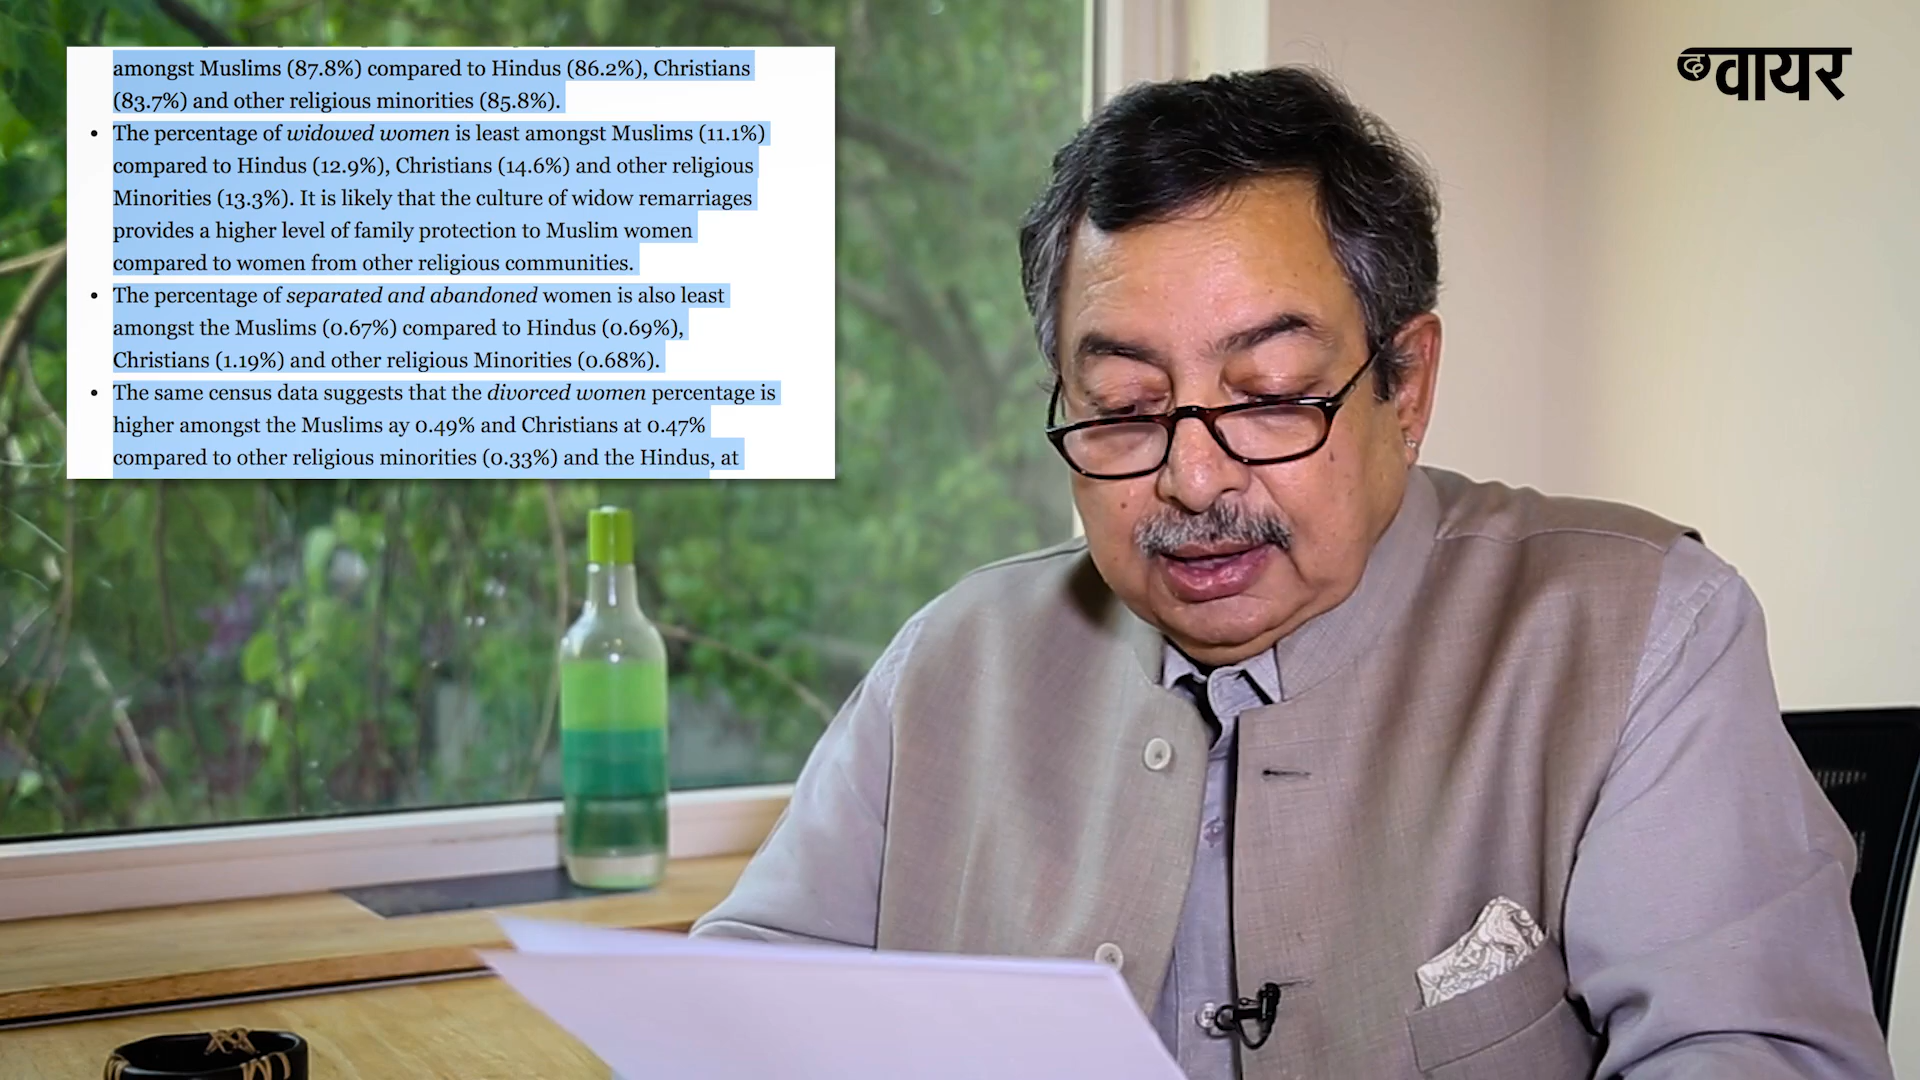 amongst Muslims (87.8%) compared to Hindus (86.2%), Christians
(83.7%) and other religious minorities (85.8%).
• The percentage of widowed women is least amongst Muslims (11.1%)
compared to Hindus (12.9%), Christians (14.6%) and other religious
Minorities (13.3%). It is likely that the culture of widow remarriages
provides a higher level of family protection to Muslim women
compared to women from other religious communities.
• The percentage of separated and abandoned women is also least
amongst the Muslims (0.67%) compared to Hindus (0.69%),
Christians (1.19%) and other religious Minorities (0.68%).
• The same census data suggests that the divorced women percentage is
higher amongst the Muslims ay 0.49% and Christians at 0.47%
compared to other religious minorities (0.33%) and the Hindus, at
द वायर